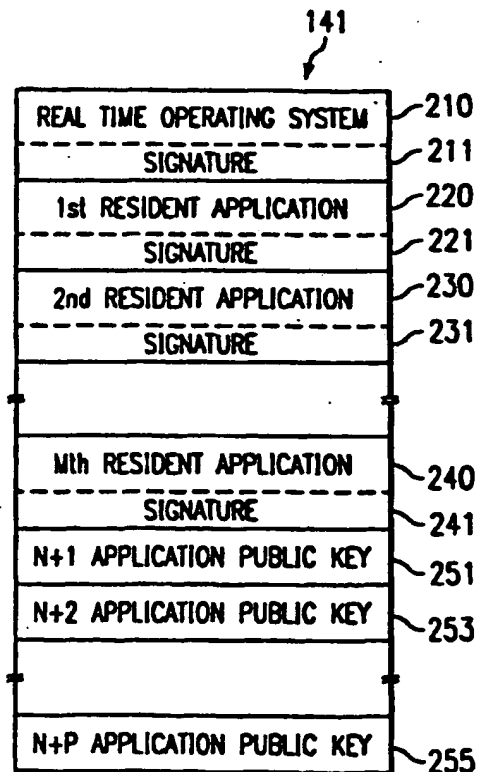 141
REAL TIME OPERATING SYSTEM 210
SIGNATURE 211
1st RESIDENT APPLICATION 220
SIGNATURE 221
2nd RESIDENT APPLICATION 230
SIGNATURE 231
Mth RESIDENT APPLICATION 240
SIGNATURE 241
N+1 APPLICATION PUBLIC KEY 251
N+2 APPLICATION PUBLIC KEY 253
N+P APPLICATION PUBLIC KEY 255